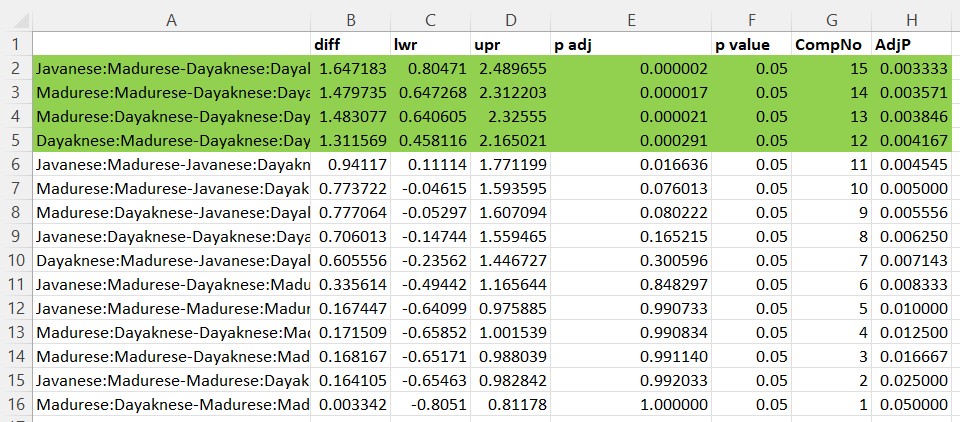 A B C D E F G H
1 diff lwr upr p adj p value CompNo AdjP
2 Javanese:Madurese-Dayaknese:Dayal 1.647183 0.80471 2.489655 0.000002 0.05 15 0.003333
3 Madurese:Madurese-Dayaknese:Daya 1.479735 0.647268 2.312203 0.000017 0.05 14 0.003571
4 Madurese:Dayaknese-Dayaknese:Day 1.483077 0.640605 2.32555 0.000021 0.05 13 0.003846
5 Dayaknese:Madurese-Dayaknese:Day 1.311569 0.458116 2.165021 0.000291 0.05 12 0.004167
6 Javanese:Madurese-Javanese:Dayakn 0.94117 0.11114 1.771199 0.016636 0.05 11 0.004545
7 Madurese:Madurese-Javanese:Dayak 0.773722 -0.04615 1.593595 0.076013 0.05 10 0.005000
8 Madurese:Dayaknese-Javanese:Dayal 0.777064 -0.05297 1.607094 0.080222 0.05 9 0.005556
9 Javanese:Dayaknese-Dayaknese:Daya 0.706013 -0.14744 1.559465 0.165215 0.05 8 0.006250
10 Dayaknese:Madurese-Javanese:Dayal 0.605556 -0.23562 1.446727 0.300596 0.05 7 0.007143
11 Javanese:Madurese-Dayaknese:Madu 0.335614 -0.49442 1.165644 0.848297 0.05 6 0.008333
12 Javanese:Madurese-Madurese:Madur 0.167447 -0.64099 0.975885 0.990733 0.05 5 0.010000
13 Madurese:Dayaknese-Dayaknese:Mad 0.171509 -0.65852 1.001539 0.990834 0.05 4 0.012500
14 Madurese:Madurese-Dayaknese:Mad 0.168167 -0.65171 0.988039 0.991140 0.05 3 0.016667
15 Javanese:Madurese-Madurese:Dayak 0.164105 -0.65463 0.982842 0.992033 0.05 2 0.025000
16 Madurese:Dayaknese-Madurese:Mad 0.003342 -0.8051 0.81178 1.000000 0.05 1 0.050000